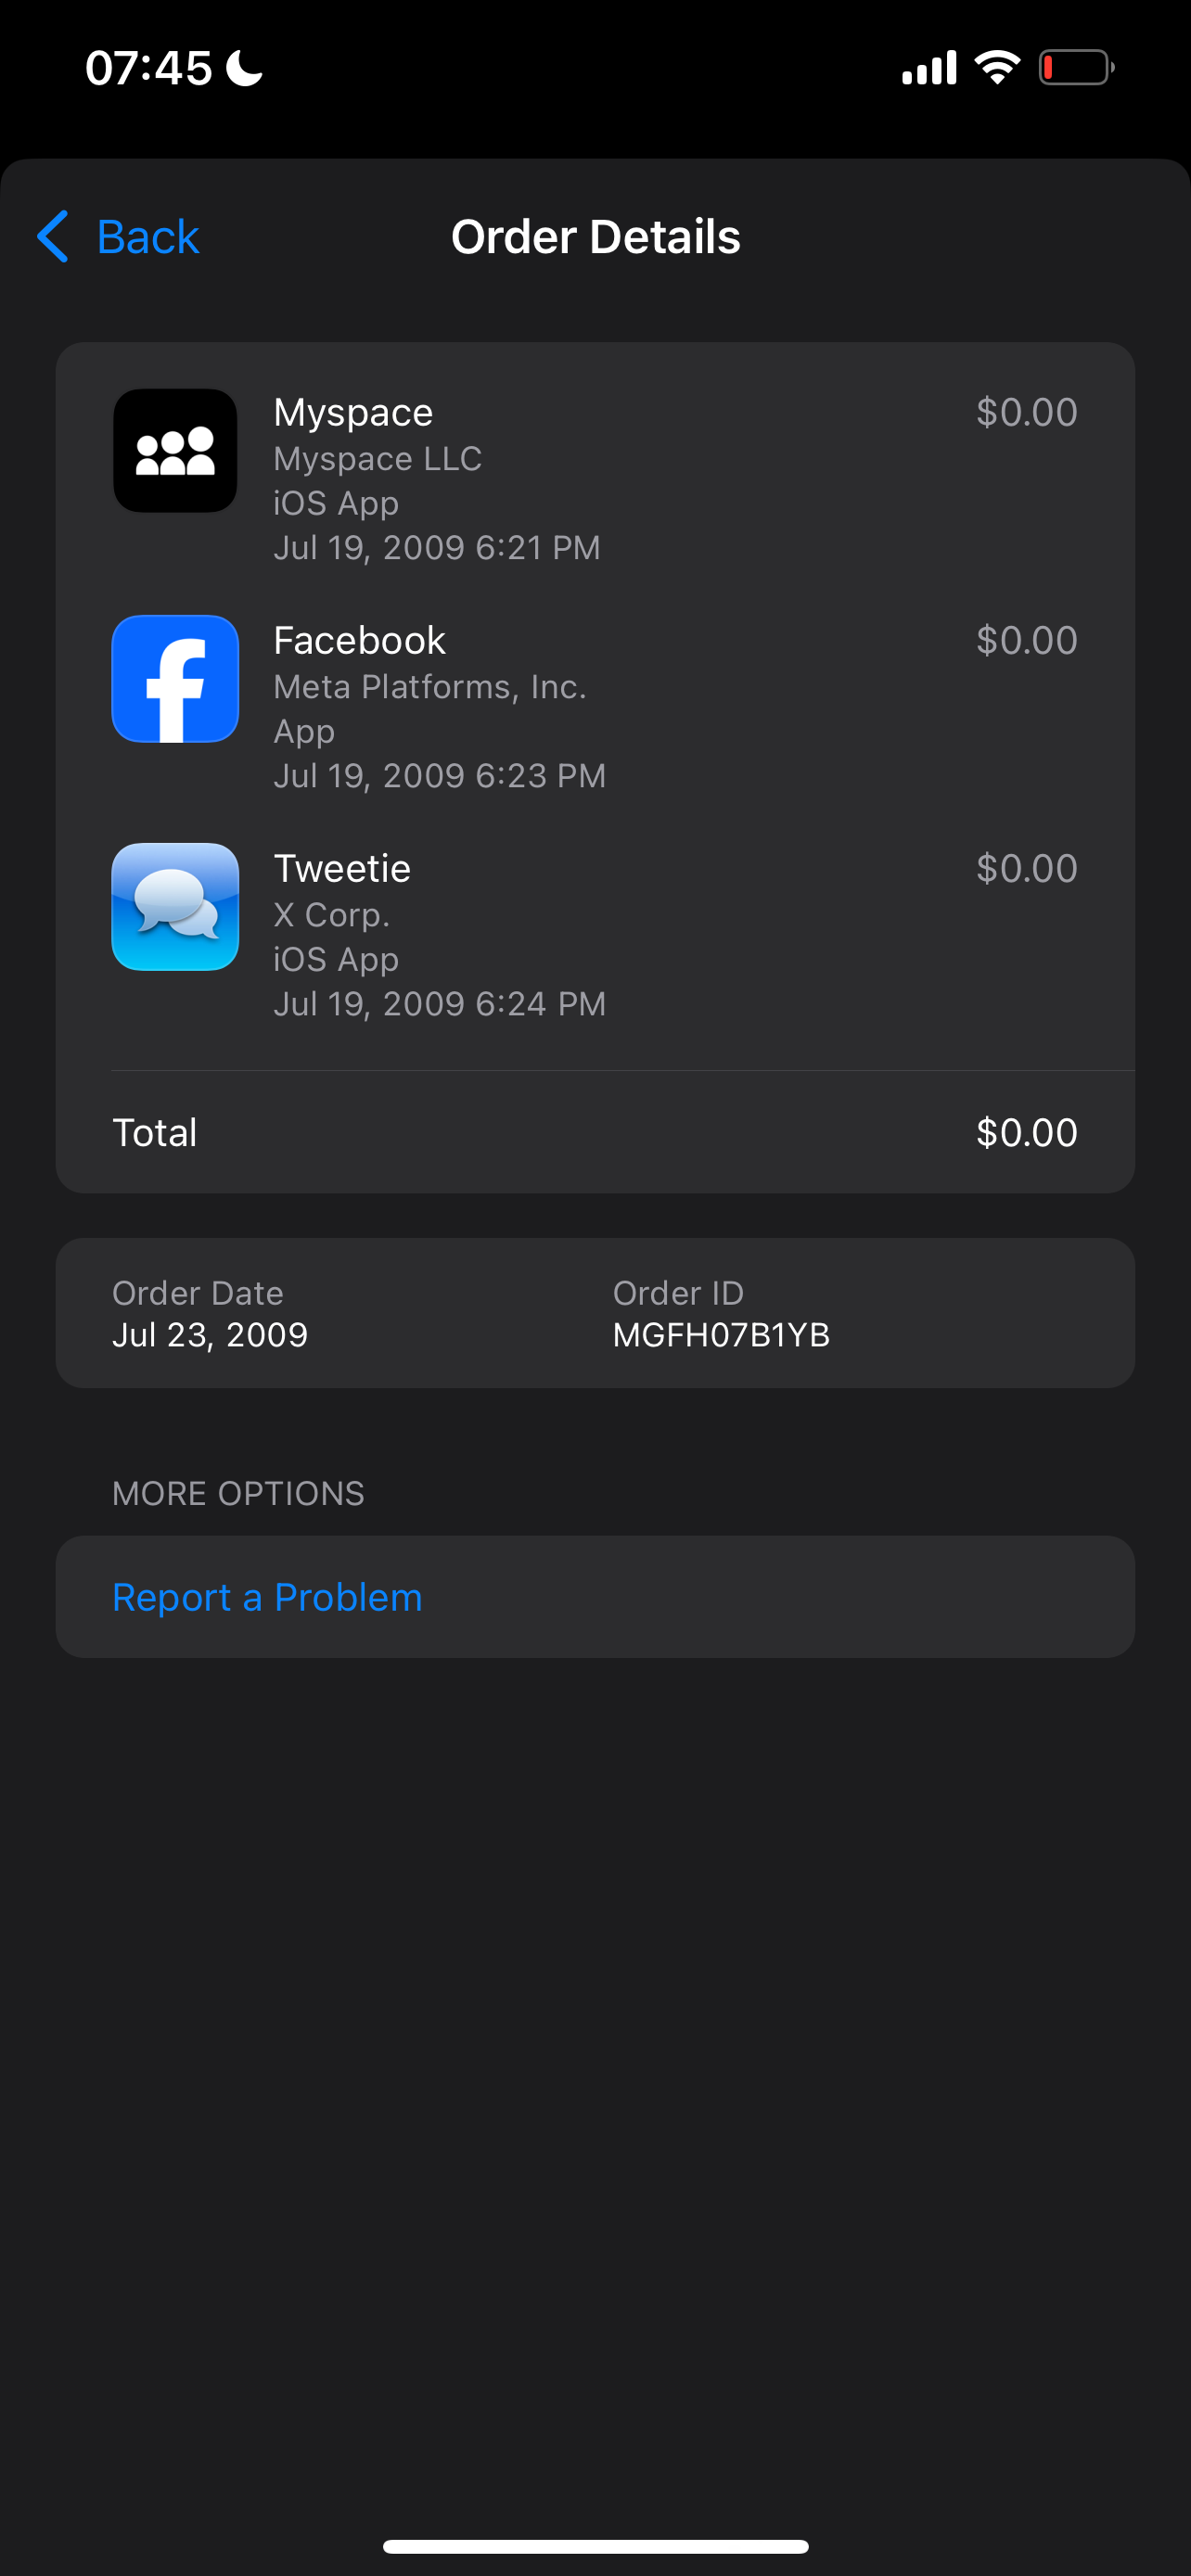 07:45
Back
Order Details
Myspace $0.00
Myspace LLC
iOS App
Jul 19, 2009 6:21 PM
Facebook $0.00
Meta Platforms, Inc.
App
Jul 19, 2009 6:23 PM
Tweetie $0.00
X Corp.
iOS App
Jul 19, 2009 6:24 PM
Total $0.00
Order Date Order ID
Jul 23, 2009 MGFH07B1YB
MORE OPTIONS
Report a Problem